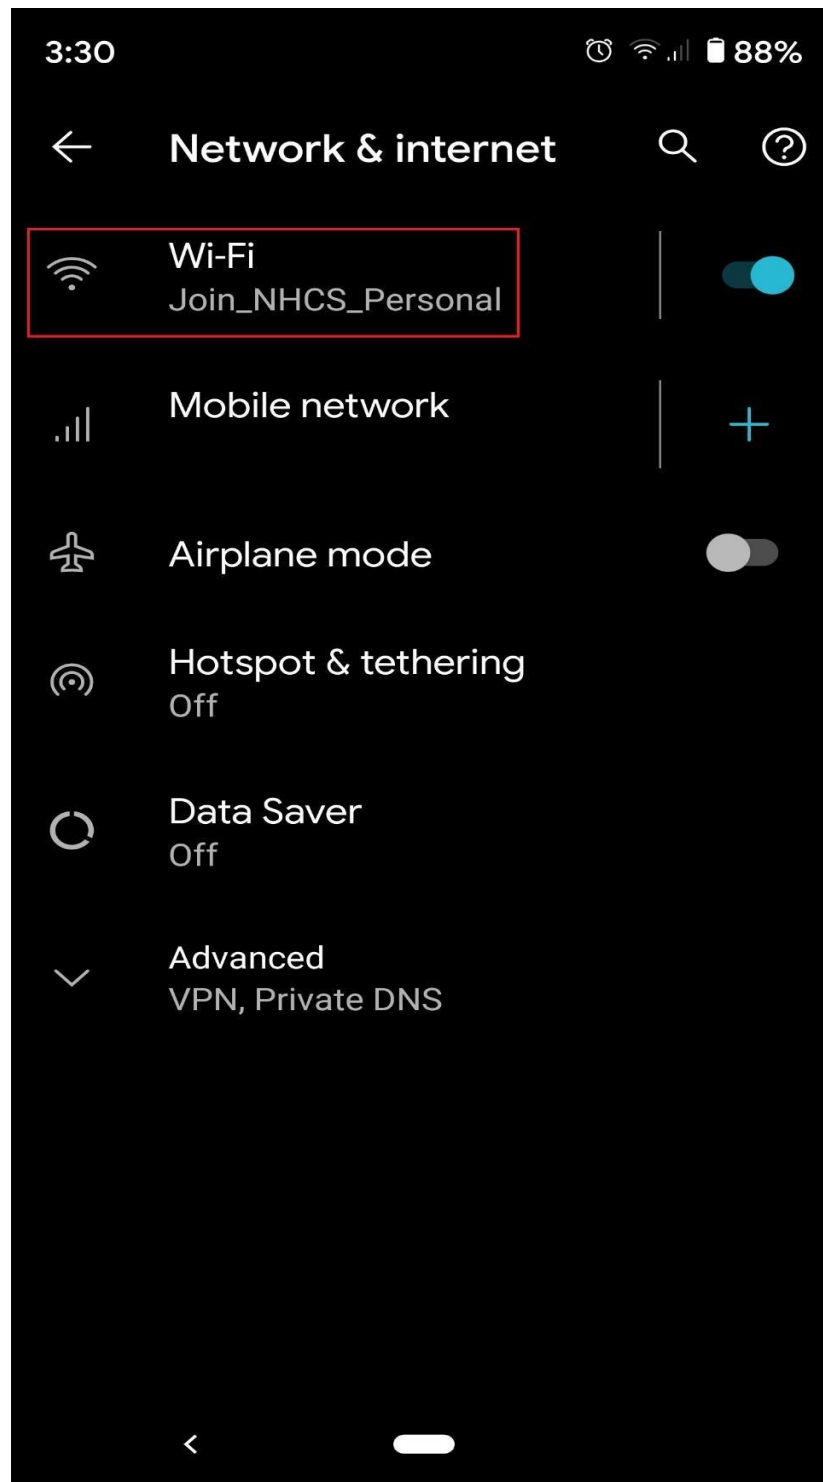 3:30 88%
Network & internet
Wi-Fi
Join_NHCS_Personal
Mobile network
Airplane mode
Hotspot & tethering
Off
Data Saver
Off
Advanced
VPN, Private DNS